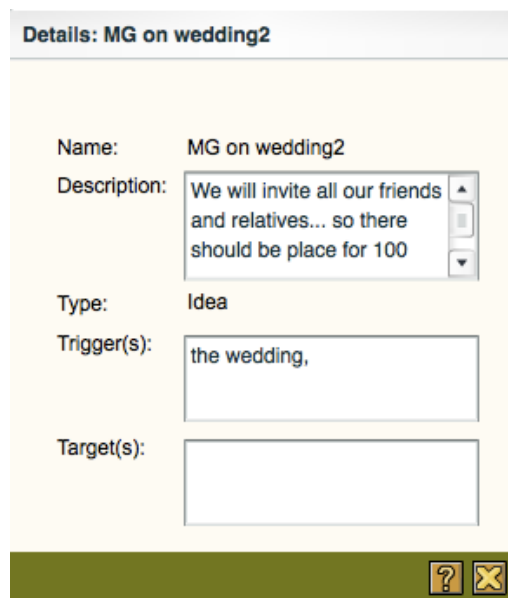 Details: MG on wedding2
Name: MG on wedding2
Description: We will invite all our friends
and relatives... so there
should be place for 100
Type: Idea
Trigger(s): the wedding,
Target(s):
?